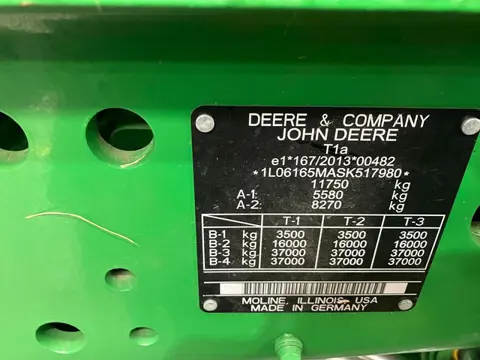 DEERE & COMPANY
JOHN DEERE
T1a
e1*167/2013*00482
*1L06165MASK517980*
11750 kg
A-1: 5580 kg
A-2: 8270 kg
T-1 T-2 T-3
B-1 kg 3500 3500 3500
B-2 kg 16000 16000 16000
B-3 kg 37000 37000 37000
B-4 kg 37000 37000 37000
MOLINE, ILLINOIS, USA
MADE IN GERMANY